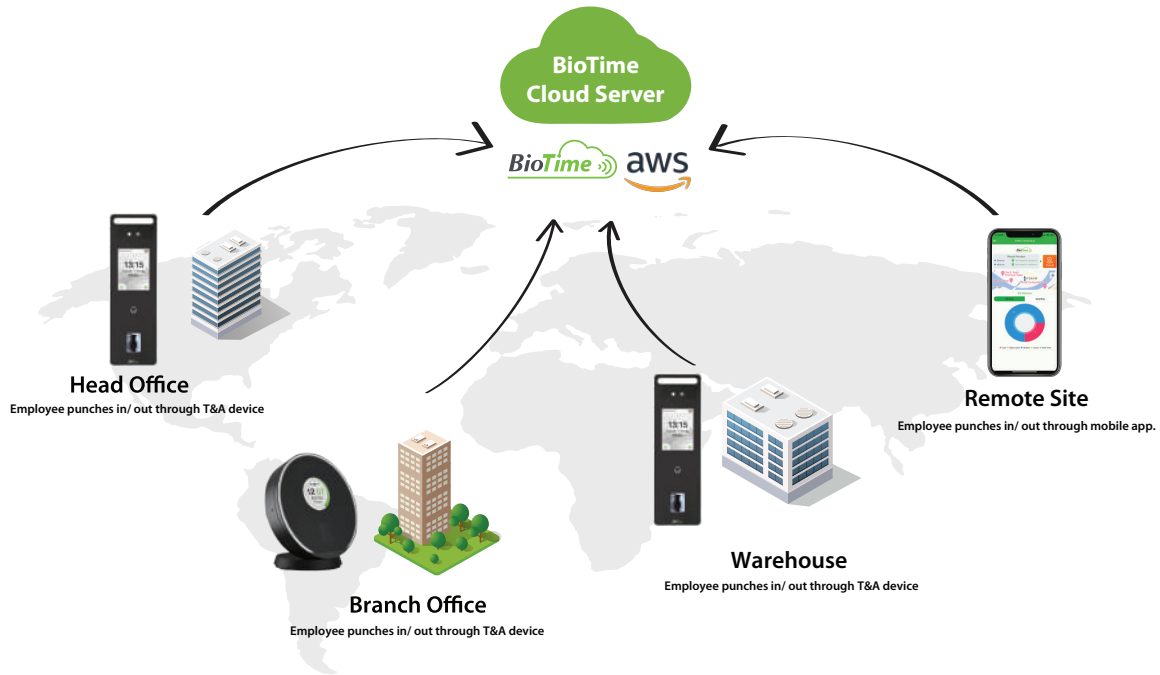 BioTime
Cloud Server
BioTime
aws
13:15
Head Office
Employee punches in/ out through T&A device
Branch Office
Employee punches in/ out through T&A device
13:15
Warehouse
Employee punches in/ out through T&A device
Remote Site
Employee punches in/ out through mobile app.